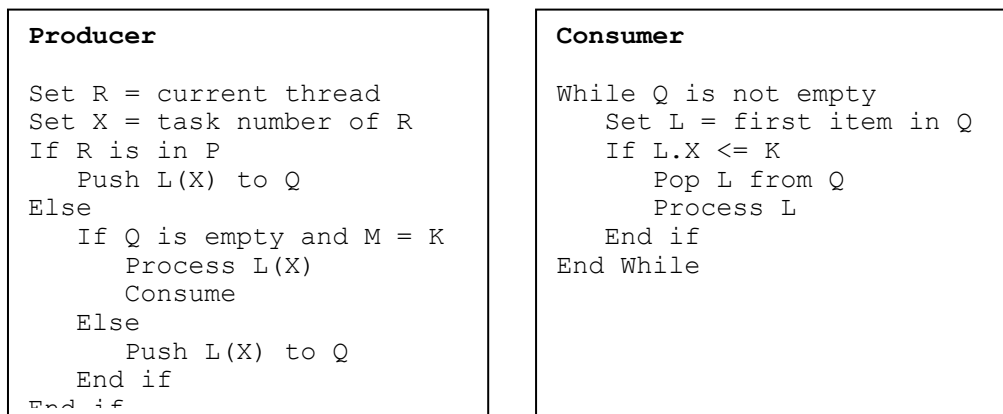 Producer
Set R = current thread
Set X = task number of R
If R is in P
Push L(X) to Q
Else
If Q is empty and M = K
Process L(X)
Consume
Else
Push L(X) to Q
End if
End if
Consumer
While Q is not empty
Set L = first item in Q
If L.X <= K
Pop L from Q
Process L
End if
End While